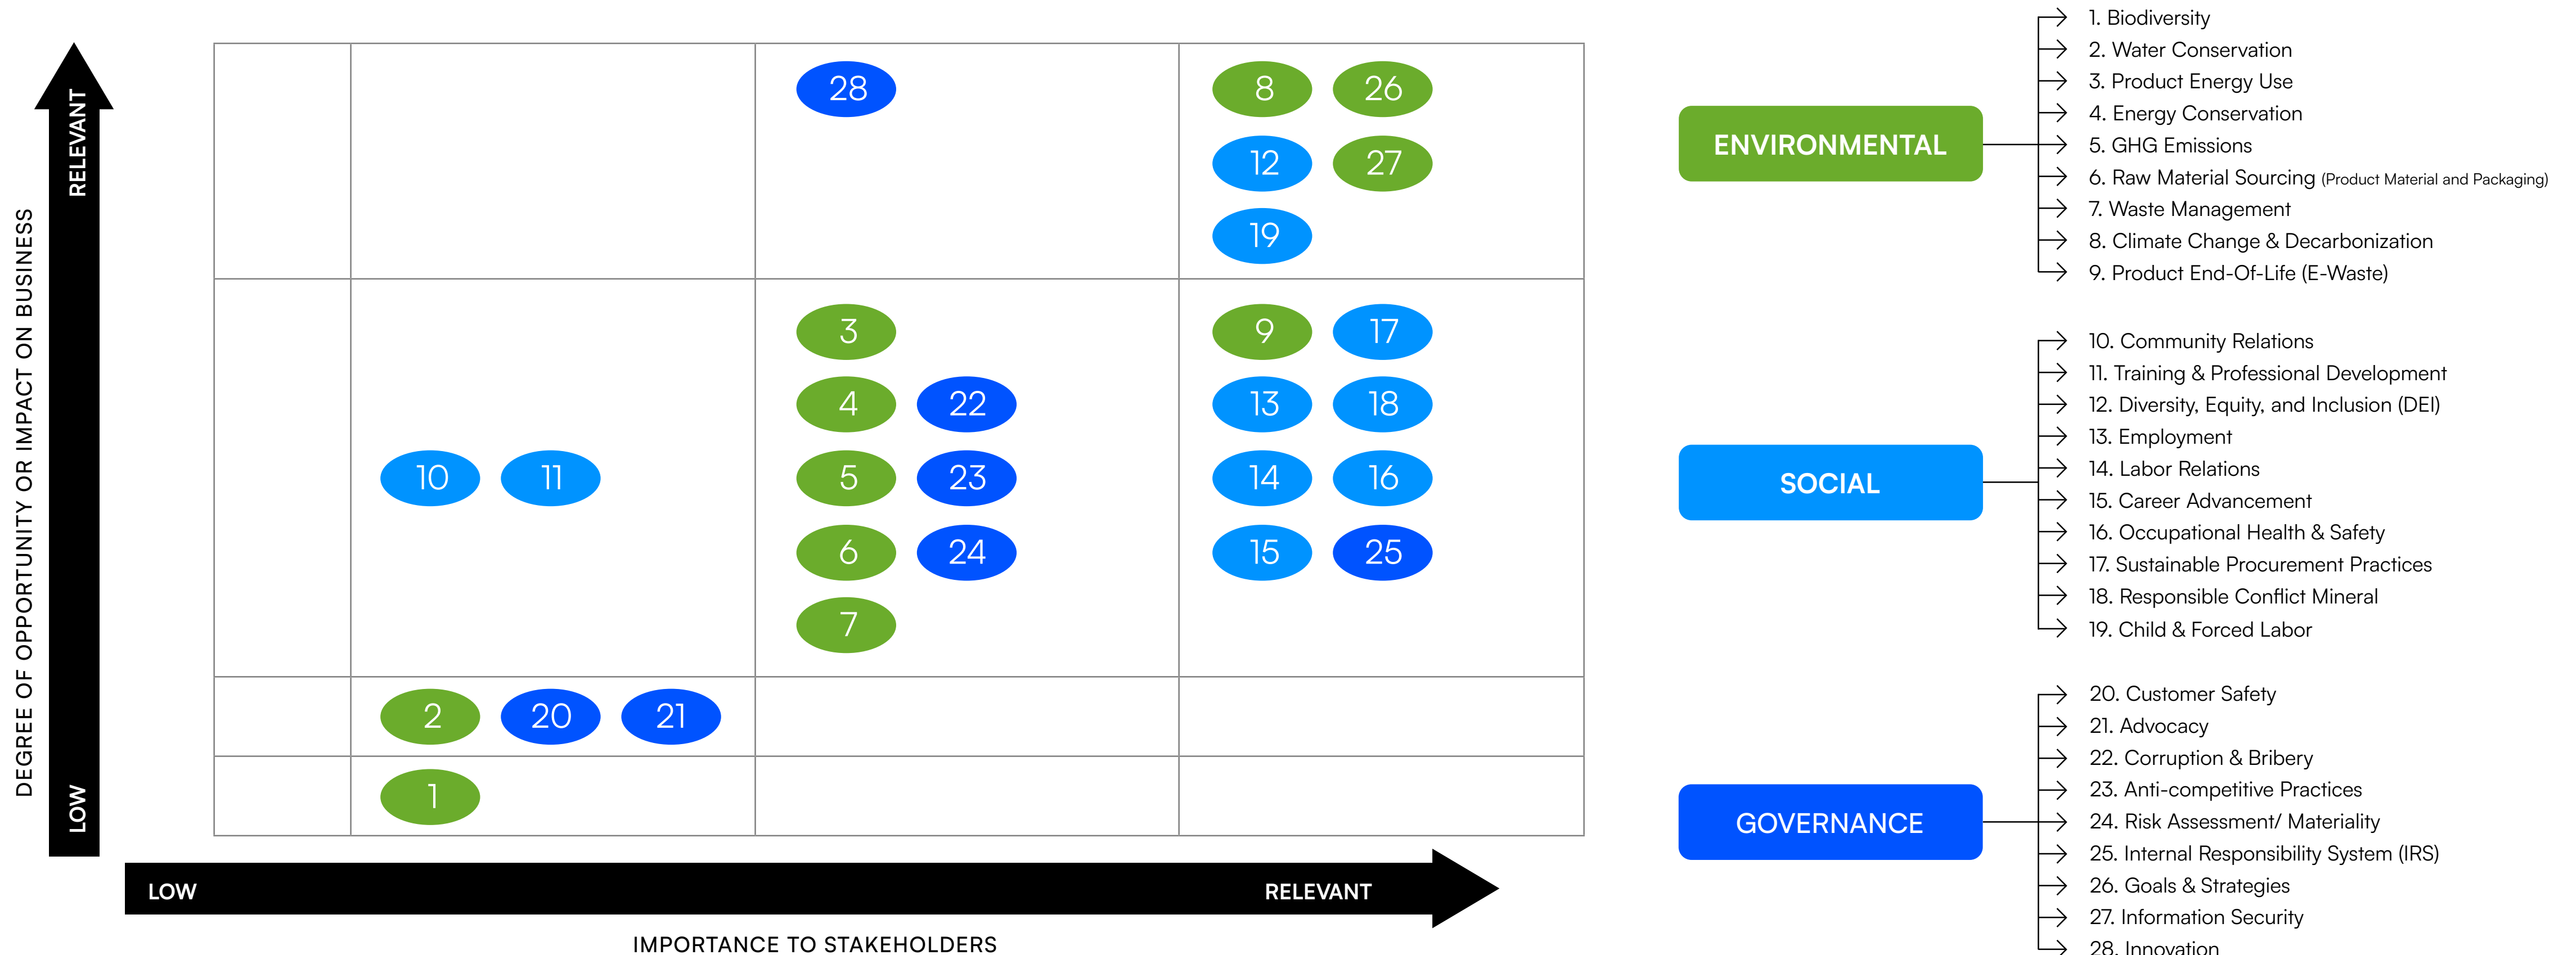 DEGREE OF OPPORTUNITY OR IMPACT ON BUSINESS
RELEVANT
LOW
28
8 26
12 27
19
3
4 22
5 23
6 24
7
9 17
13 18
14 16
15 25
10 11
2 20 21
1
LOW RELEVANT
IMPORTANCE TO STAKEHOLDERS
ENVIRONMENTAL
1. Biodiversity
2. Water Conservation
3. Product Energy Use
4. Energy Conservation
5. GHG Emissions
6. Raw Material Sourcing (Product Material and Packaging)
7. Waste Management
8. Climate Change & Decarbonization
9. Product End-Of-Life (E-Waste)
SOCIAL
10. Community Relations
11. Training & Professional Development
12. Diversity, Equity, and Inclusion (DEI)
13. Employment
14. Labor Relations
15. Career Advancement
16. Occupational Health & Safety
17. Sustainable Procurement Practices
18. Responsible Conflict Mineral
19. Child & Forced Labor
GOVERNANCE
20. Customer Safety
21. Advocacy
22. Corruption & Bribery
23. Anti-competitive Practices
24. Risk Assessment/ Materiality
25. Internal Responsibility System (IRS)
26. Goals & Strategies
27. Information Security
28. Innovation